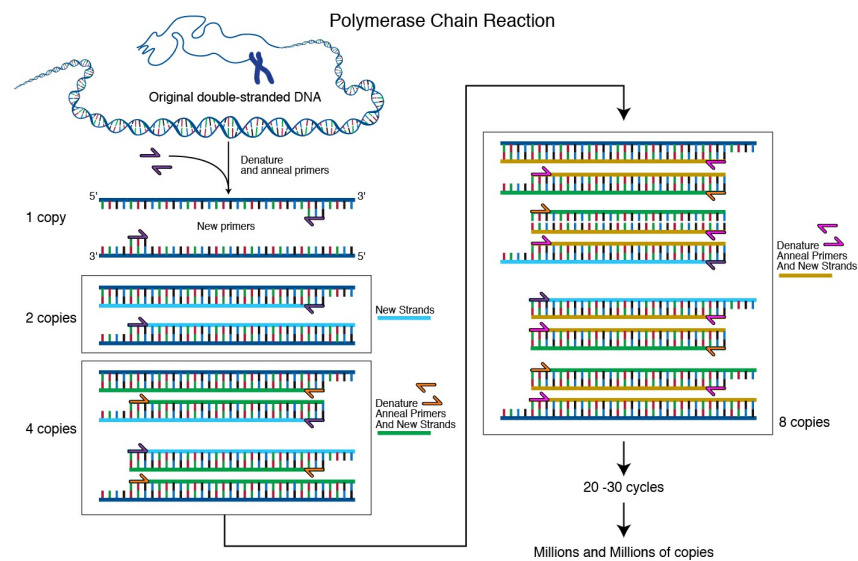 Polymerase Chain Reaction
Original double-stranded DNA
Denature
and anneal primers
5'
3'
1 copy
New primers
3'
5'
2 copies
New Strands
4 copies
Denature
Anneal Primers
And New Strands
Denature
Anneal Primers
And New Strands
8 copies
20 -30 cycles
Millions and Millions of copies